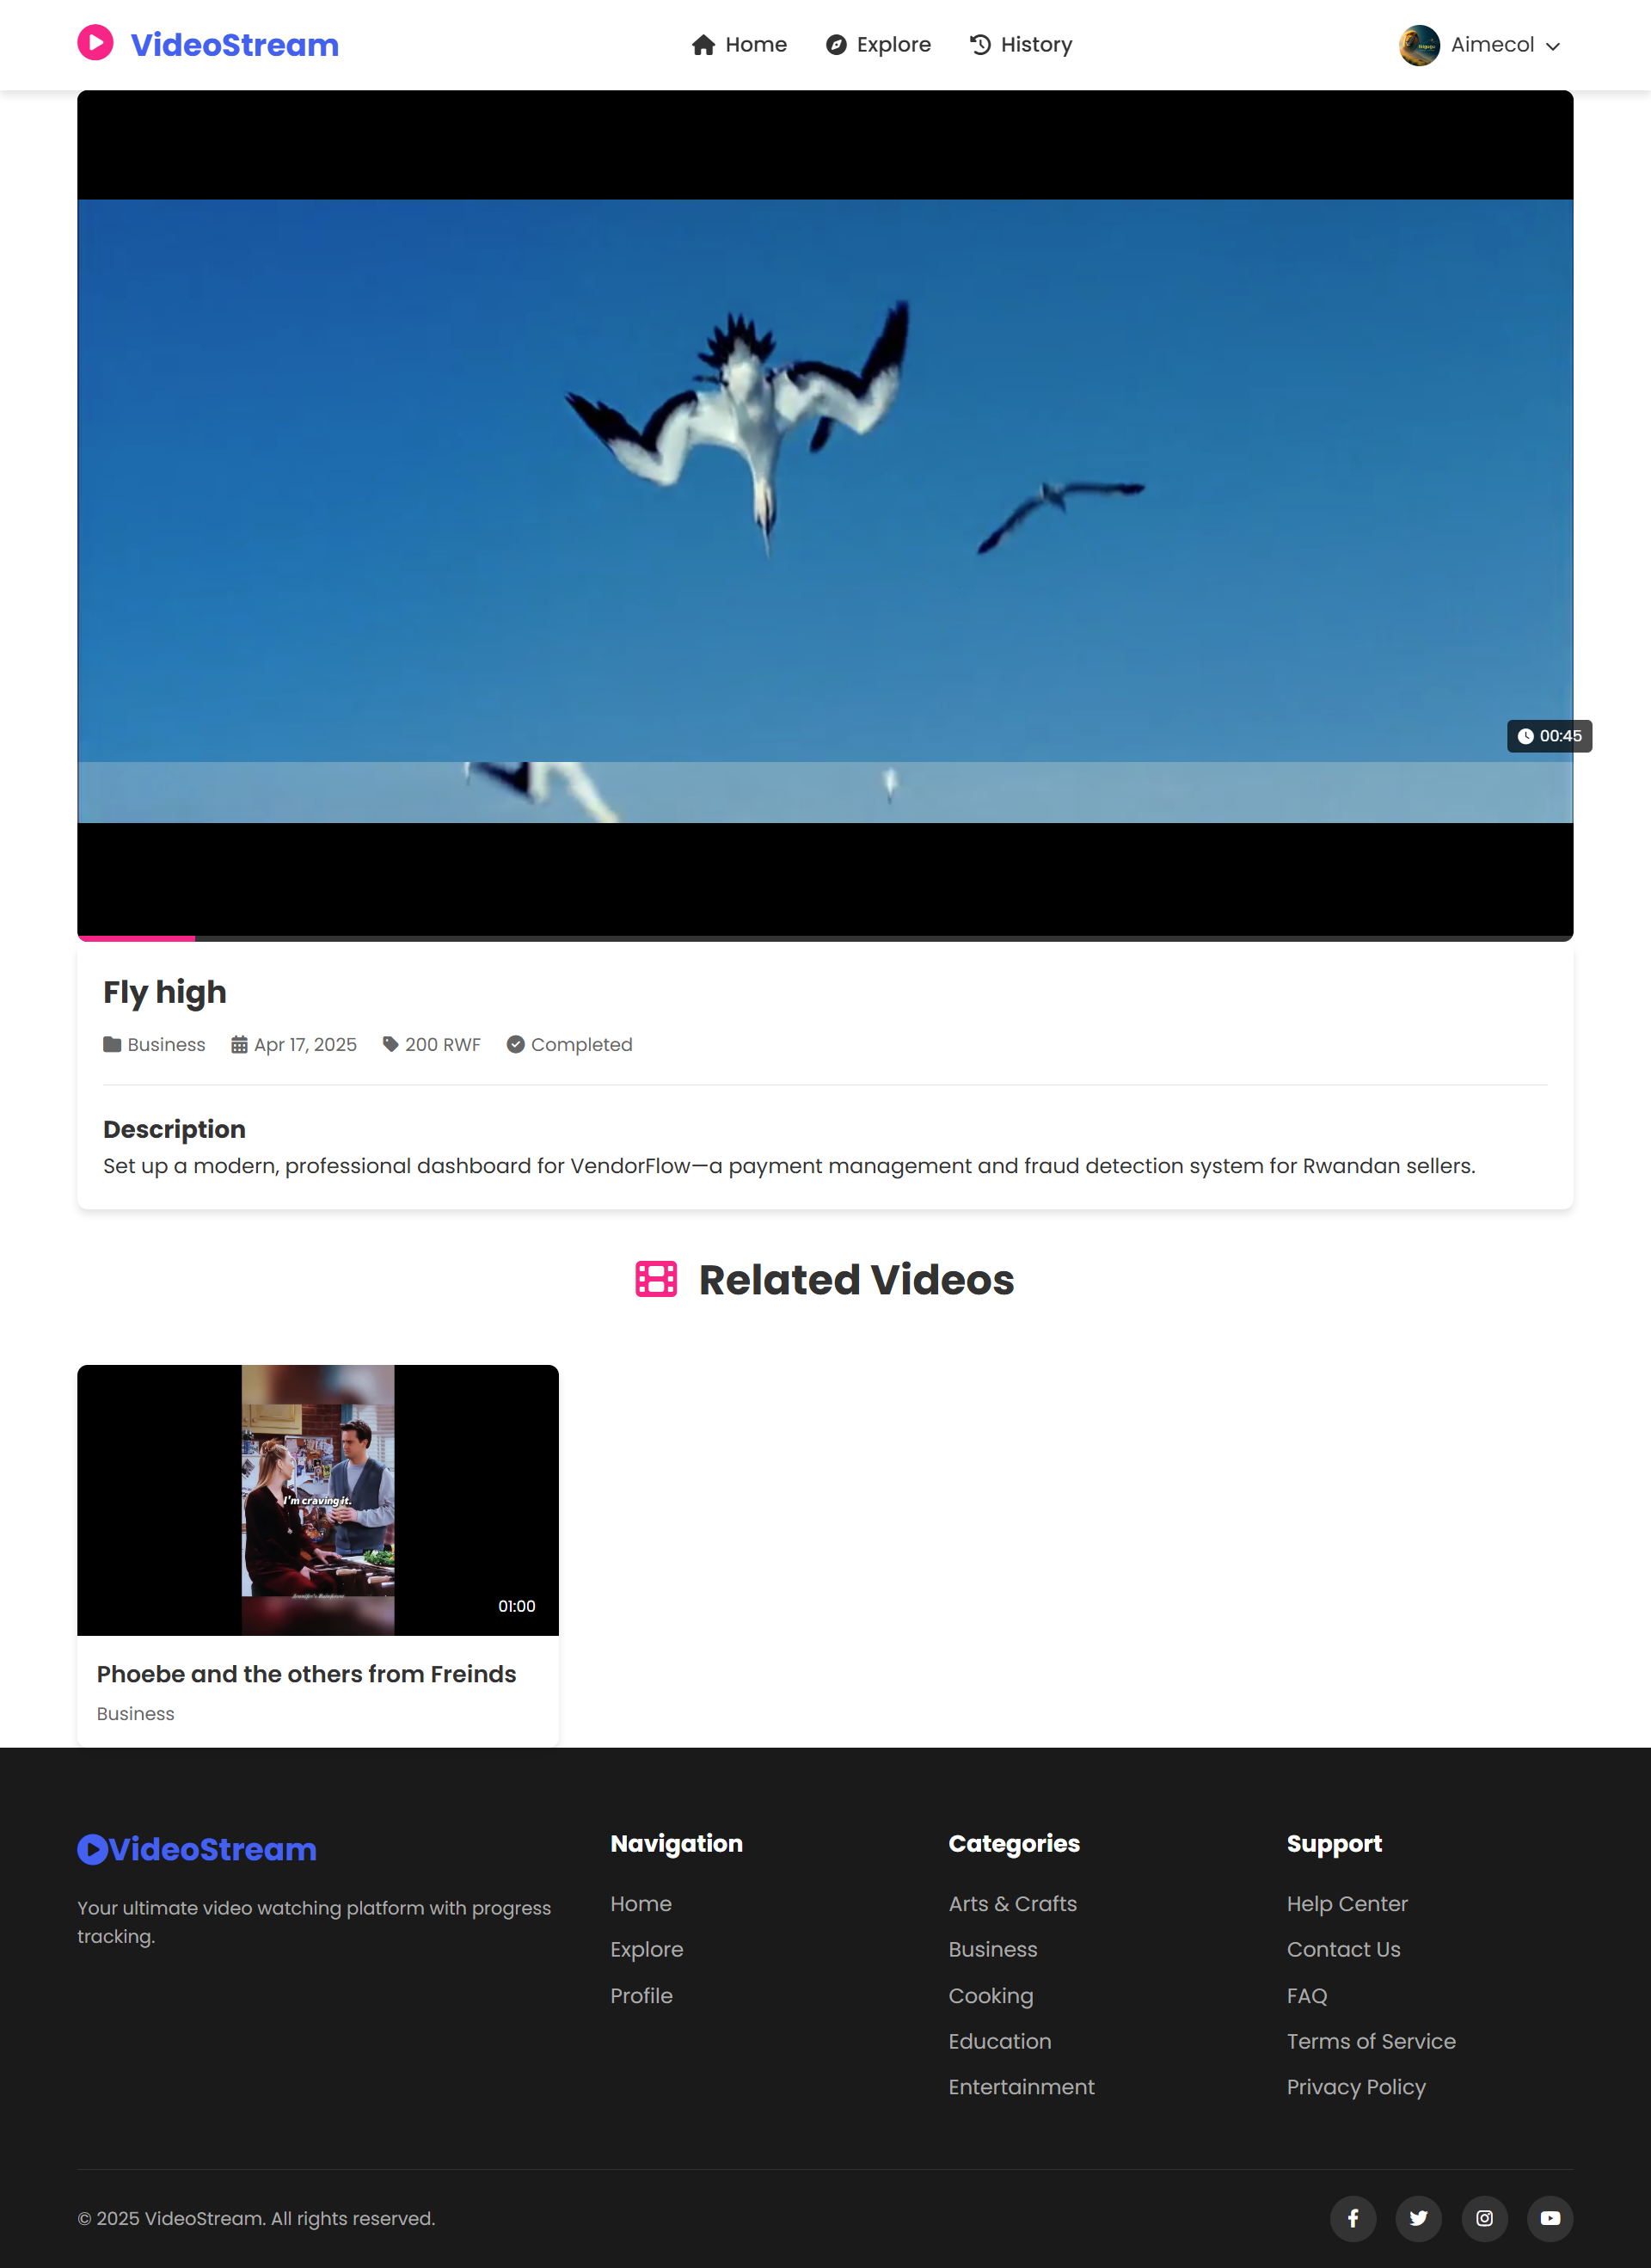 VideoStream
Home
Explore
History
Aimecol
00:45
Fly high
Business
Apr 17, 2025
200 RWF
Completed
Description
Set up a modern, professional dashboard for VendorFlow—a payment management and fraud detection system for Rwandan sellers.
Related Videos
I'm craving it.
01:00
Phoebe and the others from Freinds
Business
VideoStream
Your ultimate video watching platform with progress
tracking.
Navigation
Home
Explore
Profile
Categories
Arts & Crafts
Business
Cooking
Education
Entertainment
Support
Help Center
Contact Us
FAQ
Terms of Service
Privacy Policy
© 2025 VideoStream. All rights reserved.